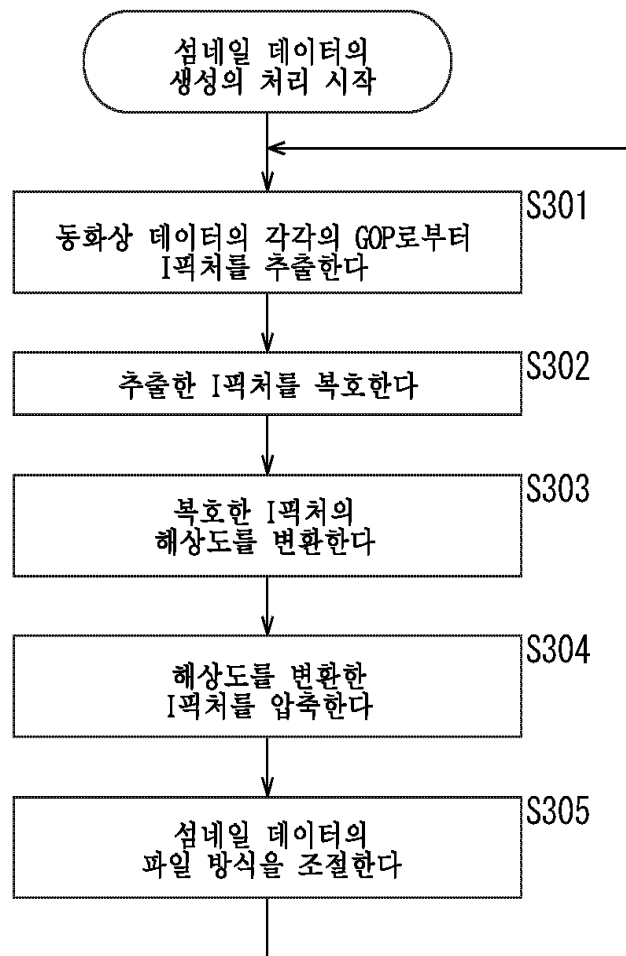 섬네일 데이터의
생성의 처리 시작
S301
동화상 데이터의 각각의 GOP로부터
I픽처를 추출한다
S302
추출한 I픽처를 복호한다
S303
복호한 I픽처의
해상도를 변환한다
S304
해상도를 변환한
I픽처를 압축한다
S305
섬네일 데이터의
파일 방식을 조절한다